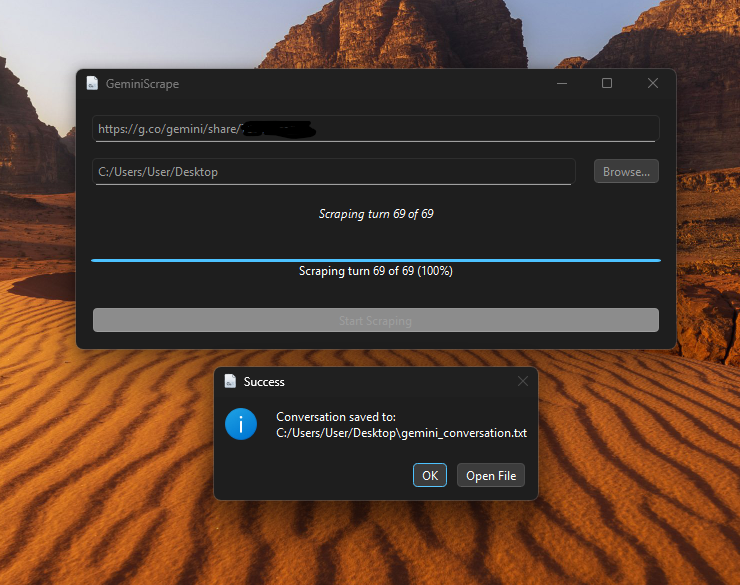 GeminiScrape
https://g.co/gemini/share/
C:/Users/User/Desktop
Browse...
Scraping turn 69 of 69
Scraping turn 69 of 69 (100%)
Start Scraping
Success
Conversation saved to:
C:/Users/User/Desktop\gemini_conversation.txt
OK
Open File